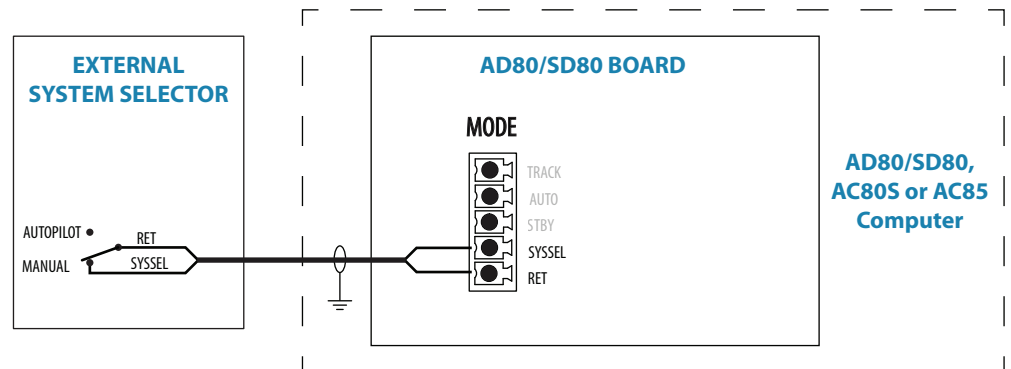 EXTERNAL
SYSTEM SELECTOR
AUTOPILOT
MANUAL
RET
SYSSEL
AD80/SD80 BOARD
MODE
TRACK
AUTO
STBY
SYSSEL
RET
AD80/SD80,
AC80S or AC85
Computer